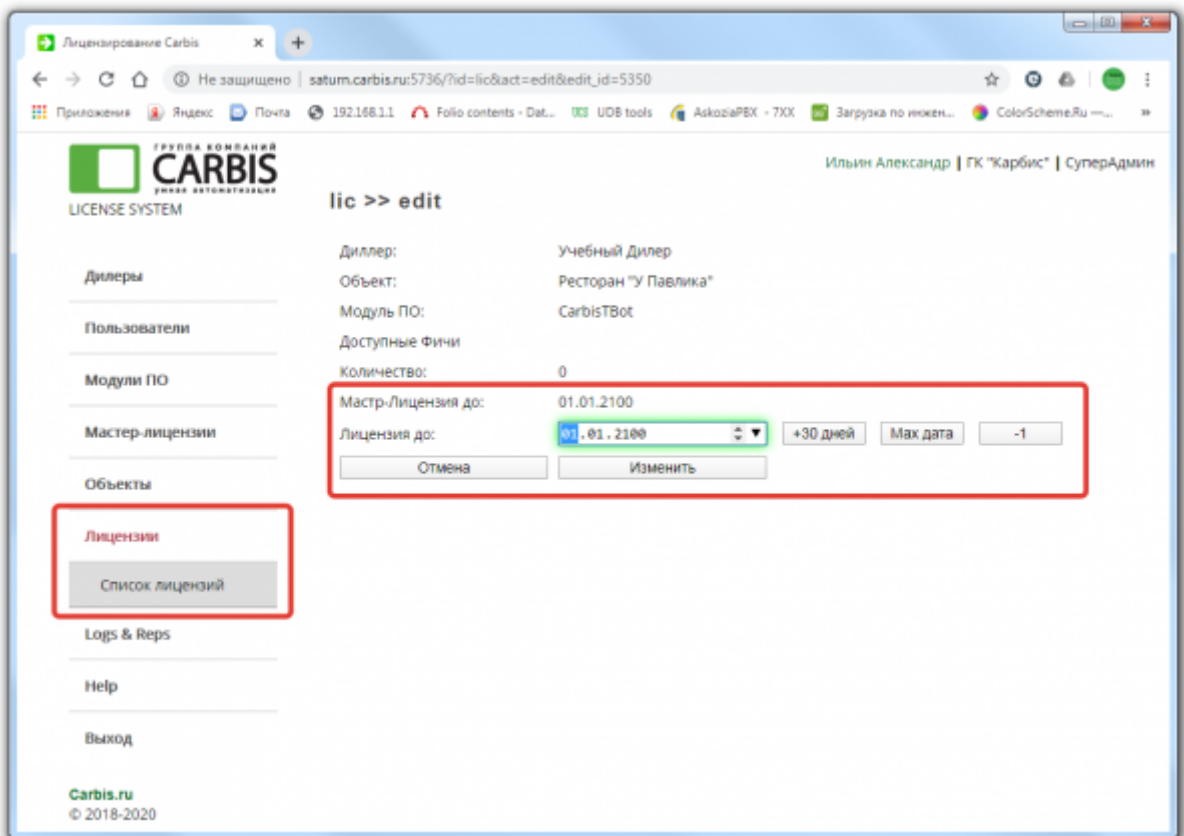 Лицензирование Carbis
Не защищено | saturn.carbis.ru:5736/?id=lic&act=edit&edit_id=5350
Приложения Яндекс Почта 192.168.1.1 Folio contents - Dat... UDB tools AskoziaPBX - 7XX Загрузка по инжен... ColorScheme.Ru —... »
ГРУППА КОМПАНИЙ
CARBIS
умная автоматизация
LICENSE SYSTEM
Ильин Александр | ГК "Карбис" | СуперАдмин
lic >> edit
Диллер: Учебный Дилер
Объект: Ресторан "У Павлика"
Модуль ПО: CarbisTBot
Доступные Фичи
Количество: 0
Мастр-Лицензия до: 01.01.2100
Лицензия до: 01.01.2100 +30 дней Max дата -1
Отмена Изменить
Дилеры
Пользователи
Модули ПО
Мастер-лицензии
Объекты
Лицензии
Список лицензий
Logs & Reps
Help
Выход
Carbis.ru
© 2018-2020